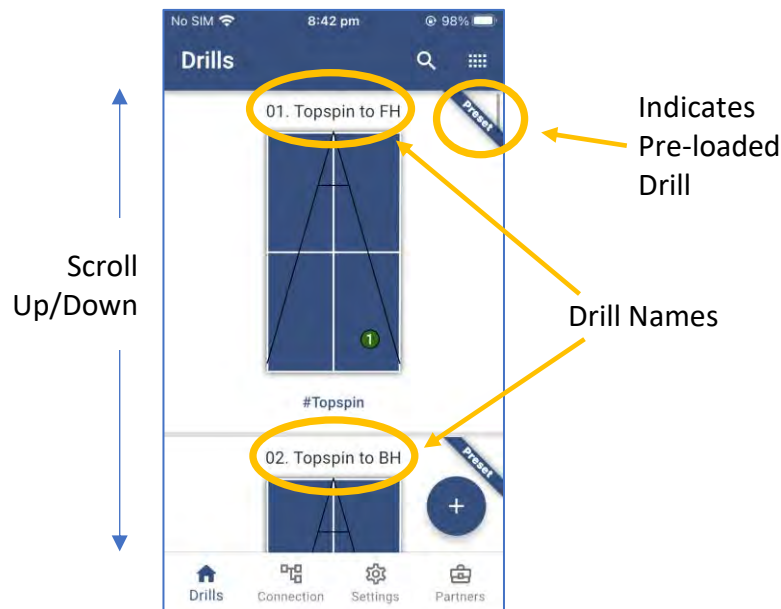 No SIM 8:42 pm 98%
Drills
01. Topspin to FH
Preset
Indicates
Pre-loaded
Drill
Scroll
Up/Down
1
Drill Names
#Topspin
02. Topspin to BH
Preset
+
Drills Connection Settings Partners